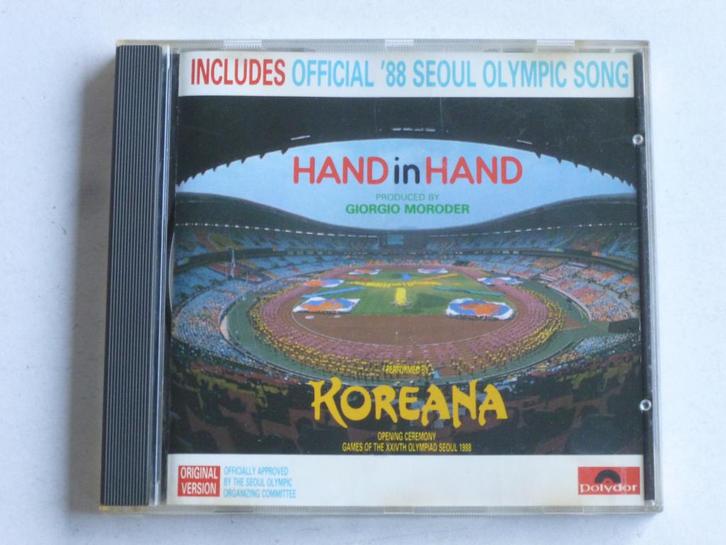 INCLUDES OFFICIAL '88 SEOUL OLYMPIC SONG
HAND in HAND
PRODUCED BY
GIORGIO MORODER
PERFORMED BY
KOREANA
OPENING CEREMONY
GAMES OF THE XXIVTH OLYMPIAD SEOUL 1988
ORIGINAL
VERSION
OFFICIALLY APPROVED
BY THE SEOUL OLYMPIC
ORGANIZING COMMITTEE
polydor